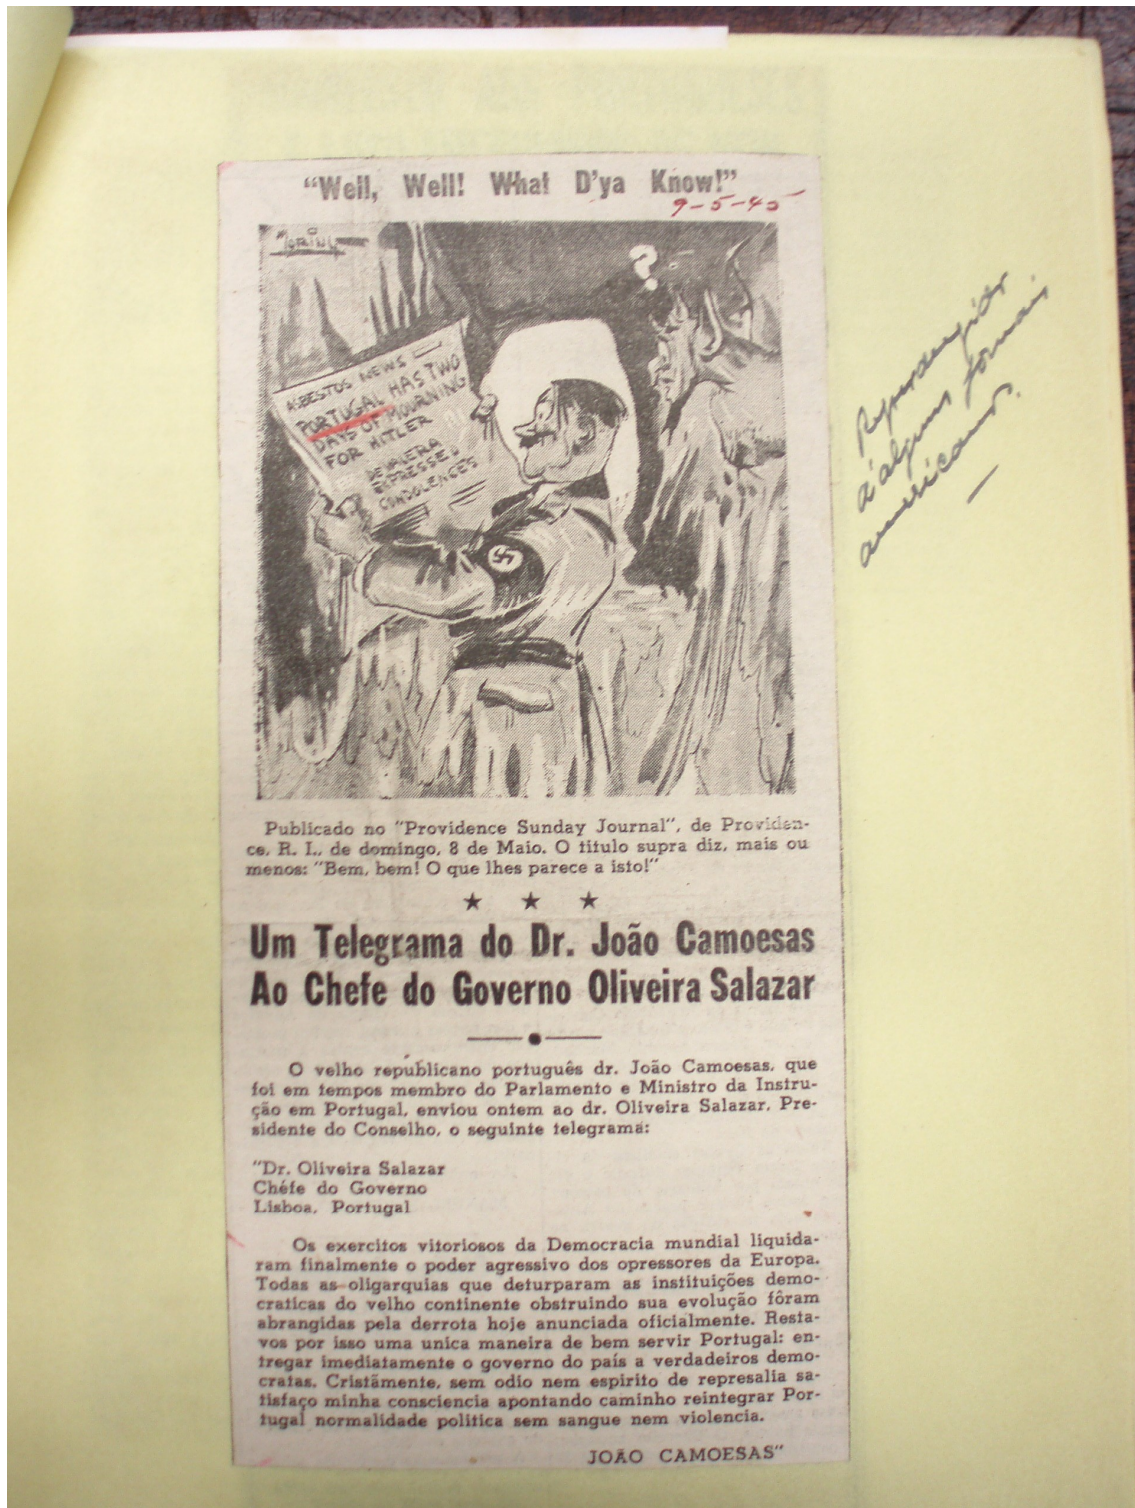 "Well, Well! What D'ya Know!"
9-5-45
ASBESTOS NEWS
PORTUGAL HAS TWO
DAYS OF MOURNING
FOR HITLER
DEVALERA
EXPRESSED
CONDOLENCES
?
Publicado no "Providence Sunday Journal", de Providen-
ce, R. I., de domingo, 8 de Maio. O titulo supra diz, mais ou
menos: "Bem, bem! O que lhes parece a isto!"
★ ★ ★
Um Telegrama do Dr. João Camoesas
Ao Chefe do Governo Oliveira Salazar
O velho repúblicano português dr. João Camoesas, que
foi em tempos membro do Parlamento e Ministro da Instru-
ção em Portugal, enviou ontem ao dr. Oliveira Salazar, Pre-
sidente do Conselho, o seguinte telegrama:
"Dr. Oliveira Salazar
Chéfe do Governo
Lisboa, Portugal
Os exercitos vitoriosos da Democracia mundial liquida-
ram finalmente o poder agressivo dos opressores da Europa.
Todas as oligarquias que deturparam as instituições demo-
craticas do velho continente obstruindo sua evolução fôram
abrangidas pela derrota hoje anunciada oficialmente. Resta-
vos por isso uma unica maneira de bem servir Portugal: en-
tregar imediatamente o governo do país a verdadeiros demo-
cratas. Cristãmente, sem odio nem espirito de represalia sa-
tisfaço minha consciencia apontando caminho reintegrar Por-
tugal normalidade politica sem sangue nem violencia.
JOÃO CAMOESAS"
a alguns jornais
americanos.